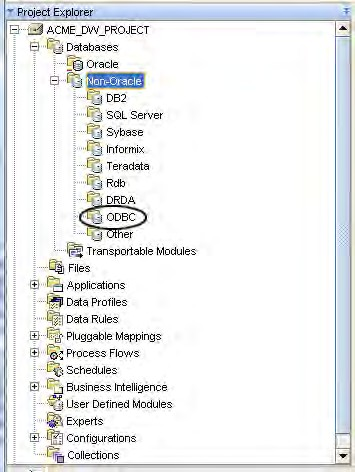 Project Explorer
ACME_DW_PROJECT
Databases
Oracle
Non-Oracle
DB2
SQL Server
Sybase
Informix
Teradata
Rdb
DRDA
ODBC
Other
Transportable Modules
Files
Applications
Data Profiles
Data Rules
Pluggable Mappings
Process Flows
Schedules
Business Intelligence
User Defined Modules
Experts
Configurations
Collections